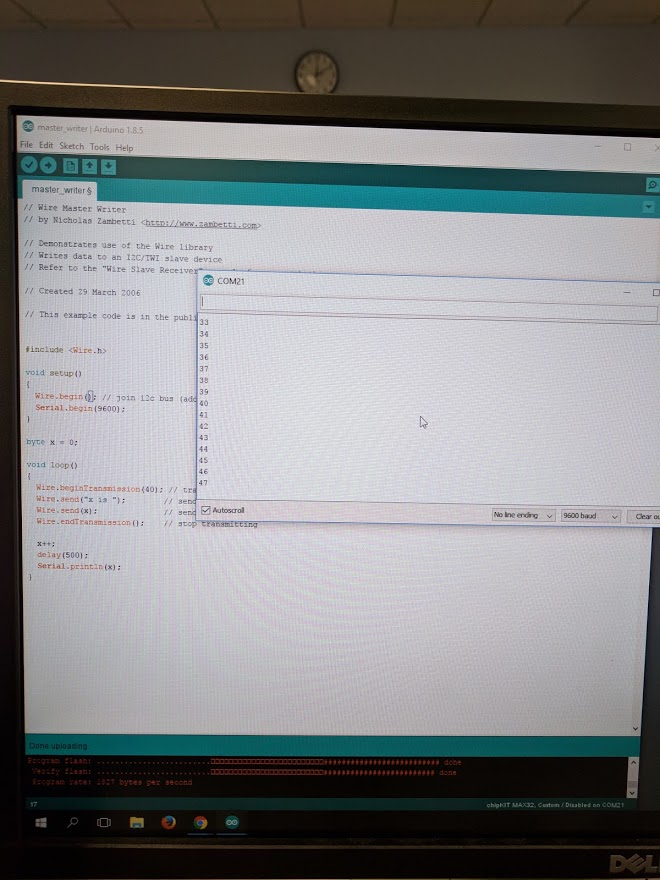 master_writer | Arduino 1.8.5
File Edit Sketch Tools Help
master_writer §
// Wire Master Writer
// by Nicholas Zambetti <http://www.zambetti.com>
// Demonstrates use of the Wire library
// Writes data to an I2C/TWI slave device
// Refer to the "Wire Slave Receiver"
// Created 29 March 2006
// This example code is in the publi
#include <Wire.h>
void setup()
{
Wire.begin(); // join i2c bus (add
Serial.begin(9600);
}
byte x = 0;
void loop()
{
Wire.beginTransmission(40); // tra
Wire.send("x is "); // send
Wire.send(x); // send
Wire.endTransmission(); // stop transmitting
x++;
delay(500);
Serial.println(x);
}
COM21
33
34
35
36
37
38
39
40
41
42
43
44
45
46
47
Autoscroll
No line ending
9600 baud
Clear ou
Done uploading.
Program flash: done
Verify flash: done
Program rate: 1827 bytes per second
17
chipKIT MAX32, Custom / Disabled on COM21
DELL